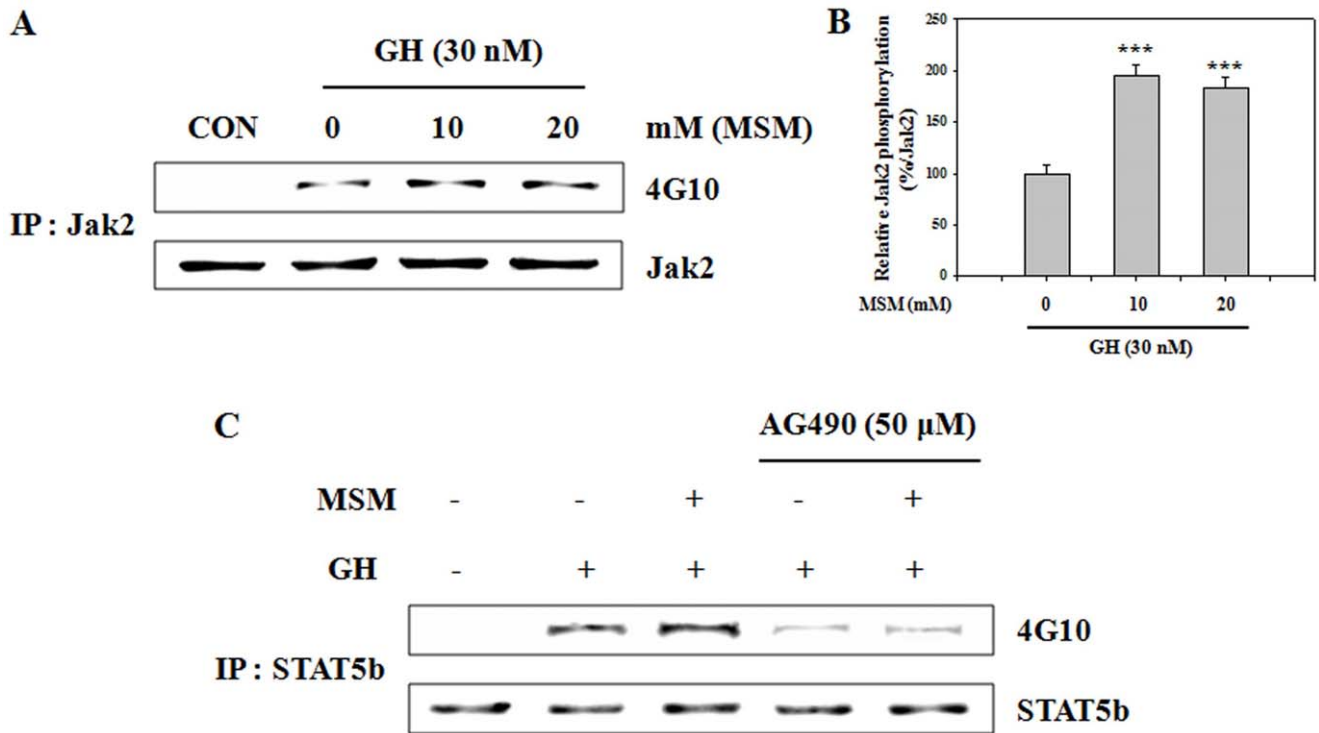 A
GH (30 nM)
CON 0 10 20 mM (MSM)
4G10
IP : Jak2
Jak2
B
Relative Jak2 phosphorylation
(%/Jak2)
250
200
150
100
50
0
*** ***
MSM (mM) 0 10 20
GH (30 nM)
C
AG490 (50 μM)
MSM - - + - +
GH - + + + +
4G10
IP : STAT5b
STAT5b